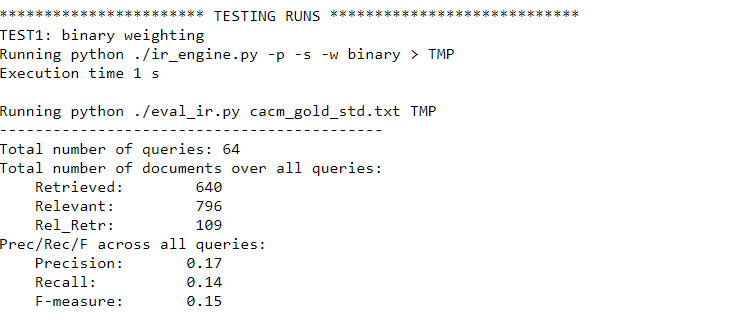 *********************** TESTING RUNS ****************************
TEST1: binary weighting
Running python ./ir_engine.py -p -s -w binary > TMP
Execution time 1 s

Running python ./eval_ir.py cacm_gold_std.txt TMP
-------------------------------------------
Total number of queries: 64
Total number of documents over all queries:
    Retrieved:        640
    Relevant:         796
    Rel_Retr:         109
Prec/Rec/F across all queries:
    Precision:       0.17
    Recall:          0.14
    F-measure:       0.15